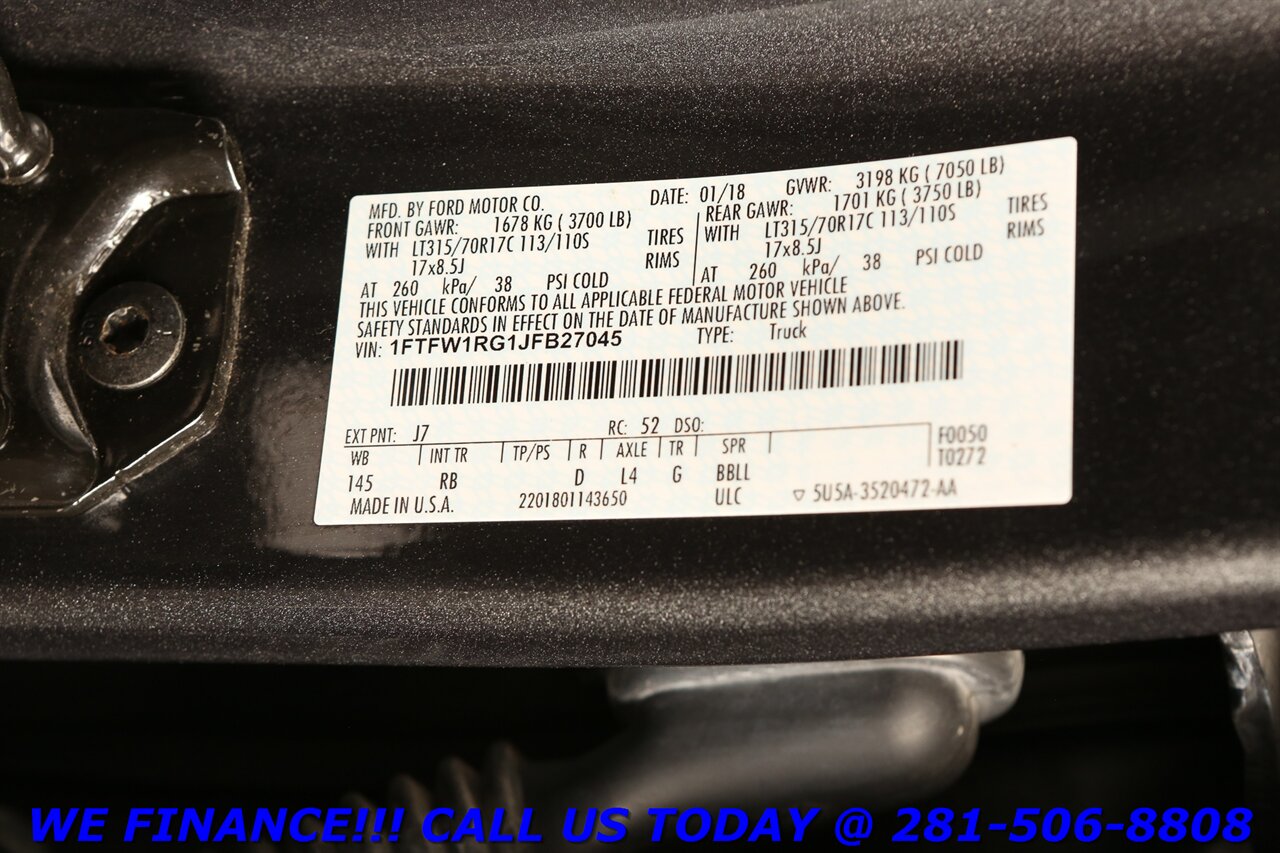 MFD. BY FORD MOTOR CO. DATE: 01/18 GVWR: 3198 KG ( 7050 LB)
FRONT GAWR: 1678 KG ( 3700 LB) REAR GAWR: 1701 KG ( 3750 LB)
WITH LT315/70R17C 113/110S TIRES WITH LT315/70R17C 113/110S TIRES
17x8.5J RIMS 17x8.5J RIMS
AT 260 kPa/ 38 PSI COLD AT 260 kPa/ 38 PSI COLD
THIS VEHICLE CONFORMS TO ALL APPLICABLE FEDERAL MOTOR VEHICLE
SAFETY STANDARDS IN EFFECT ON THE DATE OF MANUFACTURE SHOWN ABOVE.
VIN: 1FTFW1RG1JFB27045 TYPE: Truck
EXT PNT: J7 RC: 52 DSO:
WB INT TR TP/PS R AXLE TR SPR F0050
145 RB D L4 G BBLL T0272
MADE IN U.S.A. 2201801143650 ULC ▽ 5U5A-3520472-AA
WE FINANCE!!! CALL US TODAY @ 281-506-8808